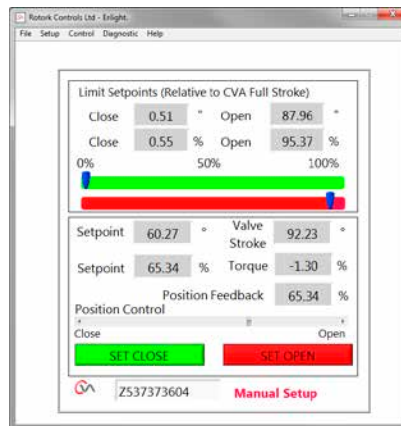 Rotork Controls Ltd - Enlight.
File Setup Control Diagnostic Help
Limit Setpoints (Relative to CVA Full Stroke)
Close 0.51 ° Open 87.96 °
Close 0.55 % Open 95.37 %
0% 50% 100%
Setpoint 60.27 ° Valve Stroke 92.23 °
Setpoint 65.34 % Torque -1.30 %
Position Feedback 65.34 %
Position Control
Close Open
SET CLOSE SET OPEN
CVA Z537373604 Manual Setup